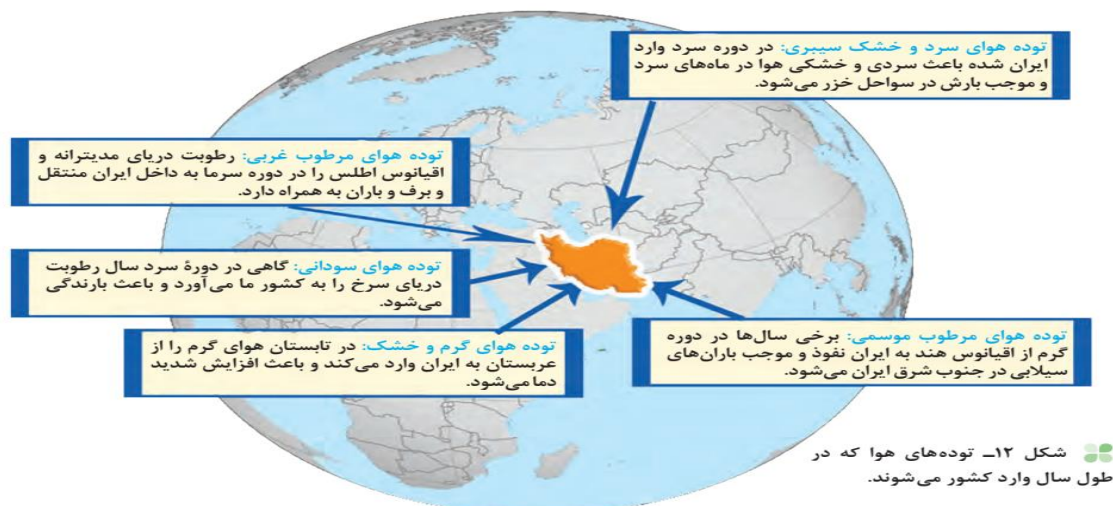 توده هوای سرد و خشک سیبری: در دوره سرد وارد
ایران شده باعث سردی و خشکی هوا در ماه‌های سرد
و موجب بارش در سواحل خزر می‌شود.
توده هوای مرطوب غربی: رطوبت دریای مدیترانه و
اقیانوس اطلس را در دوره سرما به داخل ایران منتقل
و برف و باران به همراه دارد.
توده هوای سودانی: گاهی در دورهٔ سرد سال رطوبت
دریای سرخ را به کشور ما می‌آورد و باعث بارندگی
می‌شود.
توده هوای گرم و خشک: در تابستان هوای گرم را از
عربستان به ایران وارد می‌کند و باعث افزایش شدید
دما می‌شود.
توده هوای مرطوب موسمی: برخی سال‌ها در دوره
گرم از اقیانوس هند به ایران نفوذ و موجب باران‌های
سیلابی در جنوب شرق ایران می‌شود.
شکل ۱۲ــ توده‌های هوا که در
طول سال وارد کشور می‌شوند.